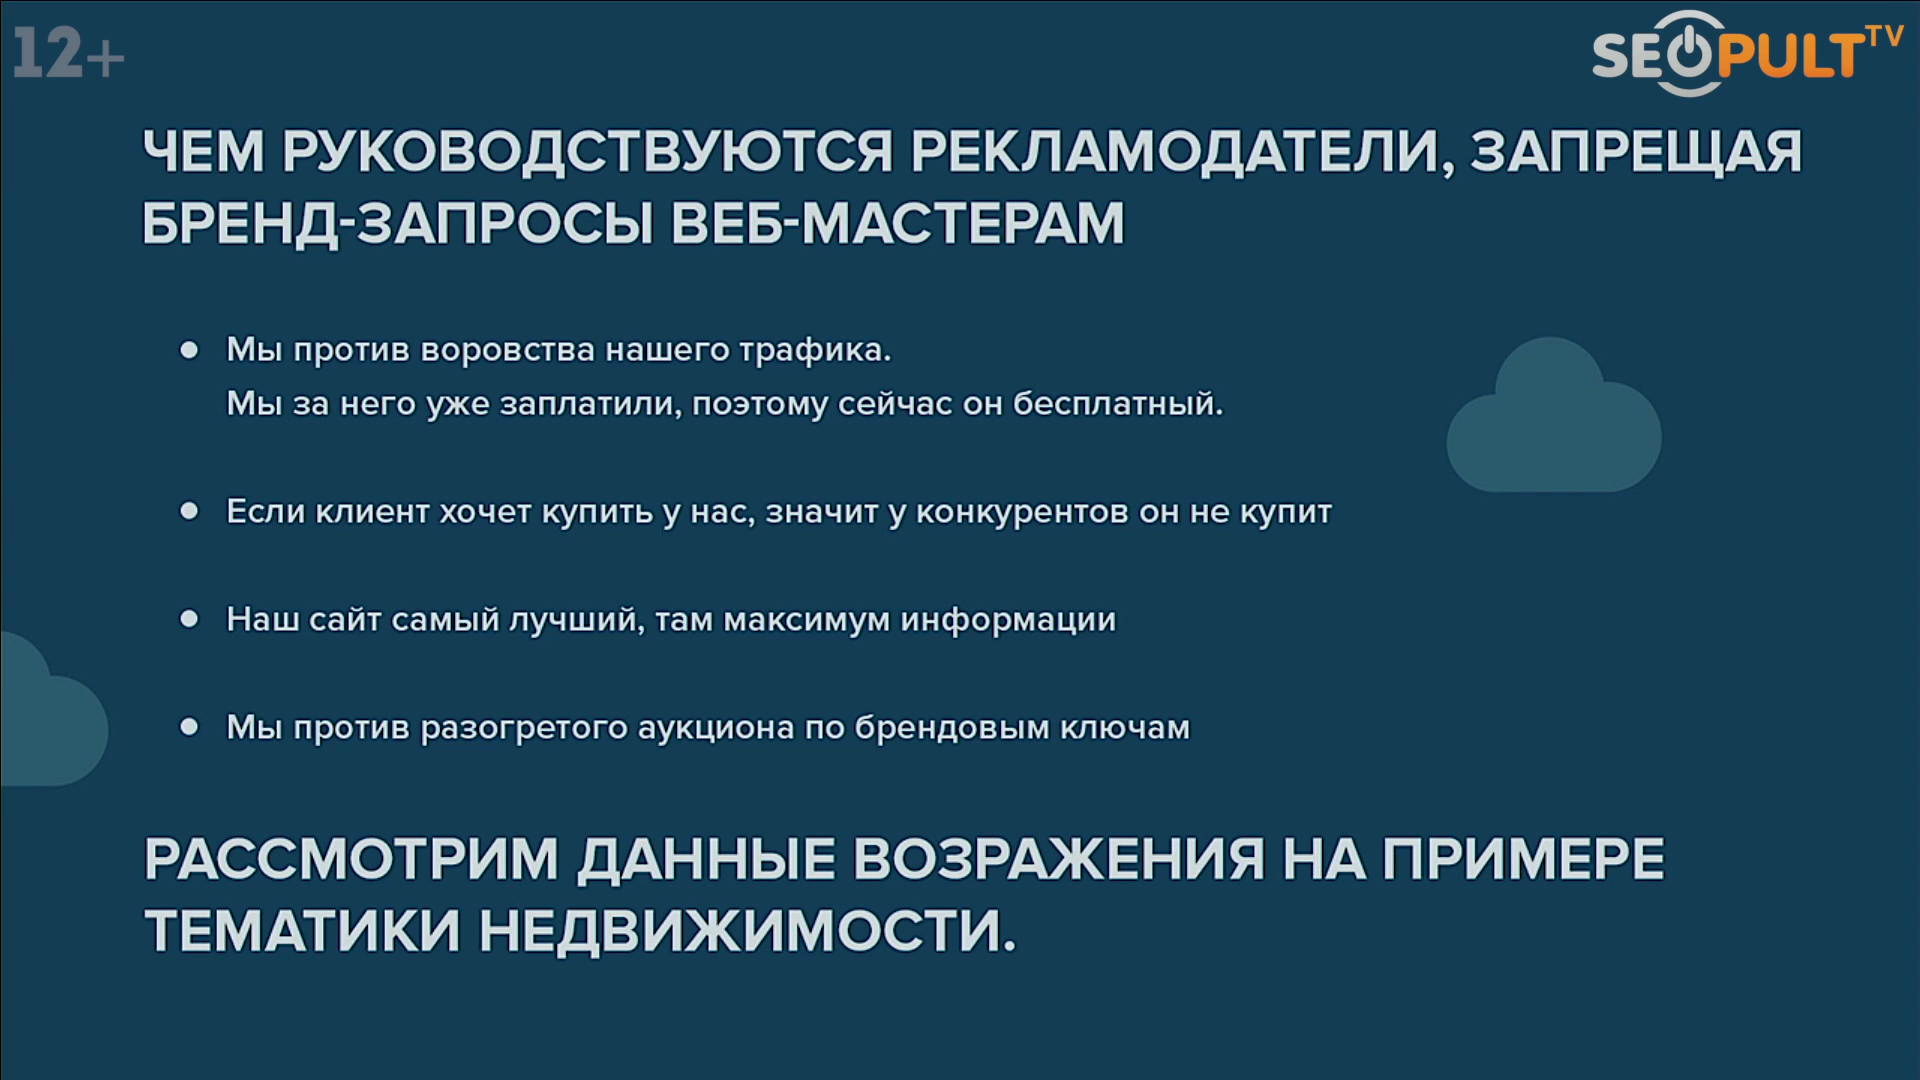 12+
SEOPULT TV
ЧЕМ РУКОВОДСТВУЮТСЯ РЕКЛАМОДАТЕЛИ, ЗАПРЕЩАЯ
БРЕНД-ЗАПРОСЫ ВЕБ-МАСТЕРАМ
• Мы против воровства нашего трафика.
Мы за него уже заплатили, поэтому сейчас он бесплатный.
• Если клиент хочет купить у нас, значит у конкурентов он не купит
• Наш сайт самый лучший, там максимум информации
• Мы против разогретого аукциона по брендовым ключам
РАССМОТРИМ ДАННЫЕ ВОЗРАЖЕНИЯ НА ПРИМЕРЕ
ТЕМАТИКИ НЕДВИЖИМОСТИ.